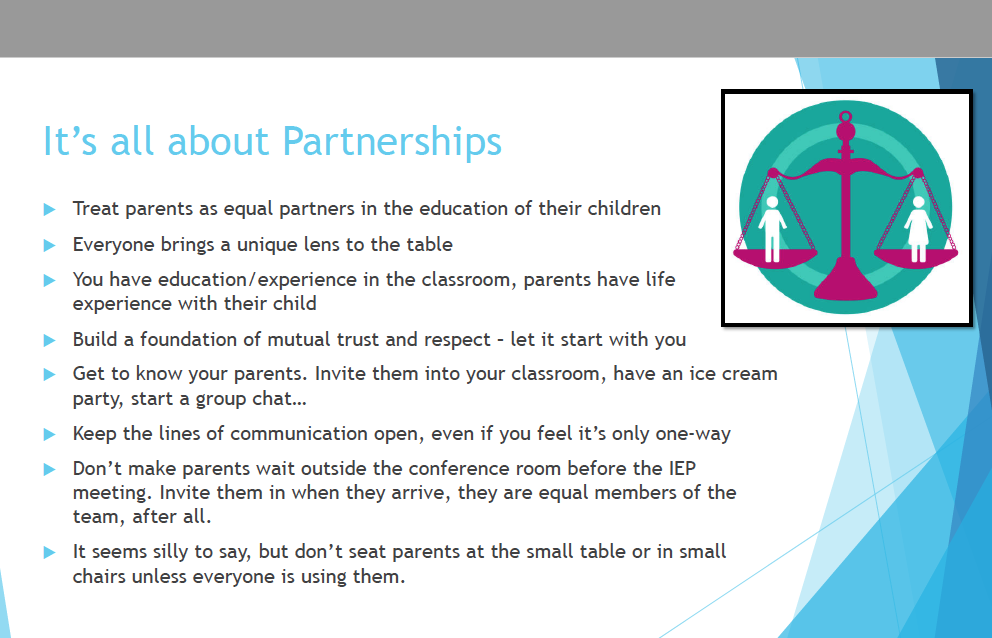 It’s all about Partnerships
Treat parents as equal partners in the education of their children
Everyone brings a unique lens to the table
You have education/experience in the classroom, parents have life
experience with their child
Build a foundation of mutual trust and respect – let it start with you
Get to know your parents. Invite them into your classroom, have an ice cream
party, start a group chat…
Keep the lines of communication open, even if you feel it’s only one-way
Don’t make parents wait outside the conference room before the IEP
meeting. Invite them in when they arrive, they are equal members of the
team, after all.
It seems silly to say, but don’t seat parents at the small table or in small
chairs unless everyone is using them.